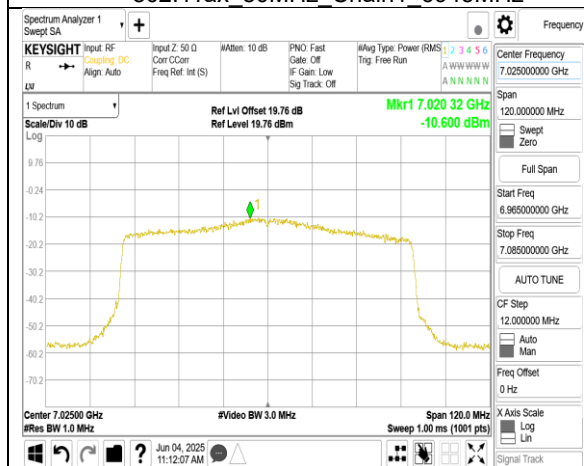 Spectrum Analyzer 1
Swept SA
Frequency
KEYSIGHT
R
LXI
Input: RF
Coupling: DC
Align: Auto
Input Z: 50 Ω
Corr CCorr
Freq Ref: Int (S)
#Atten: 10 dB
PNO: Fast
Gate: Off
IF Gain: Low
Sig Track: Off
#Avg Type: Power (RMS
Trig: Free Run
1 2 3 4 5 6
A W W W W W
A N N N N N
1 Spectrum
Scale/Div 10 dB
Log
Ref Lvl Offset 19.76 dB
Ref Level 19.76 dBm
Mkr1 7.020 32 GHz
-10.600 dBm
9.76
-0.24
-10.2
-20.2
-30.2
-40.2
-50.2
-60.2
-70.2
1
Center 7.02500 GHz
#Res BW 1.0 MHz
#Video BW 3.0 MHz
Span 120.0 MHz
Sweep 1.00 ms (1001 pts)
Jun 04, 2025
11:12:07 AM
Center Frequency
7.025000000 GHz
Span
120.000000 MHz
Swept
Zero
Full Span
Start Freq
6.965000000 GHz
Stop Freq
7.085000000 GHz
AUTO TUNE
CF Step
12.000000 MHz
Auto
Man
Freq Offset
0 Hz
X Axis Scale
Log
Lin
Signal Track